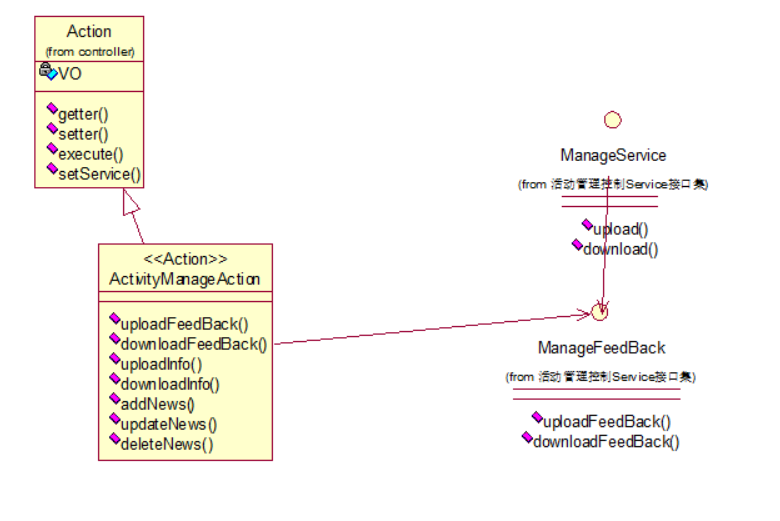 Action
(from controller)
VO
getter()
setter()
execute()
setService()
ManageService
(from 活动管理控制Service接口集)
upload()
download()
<<Action>>
ActivityManageAction
uploadFeedBack()
downloadFeedBack()
uploadInfo()
downloadInfo()
addNews()
updateNews()
deleteNews()
ManageFeedBack
(from 活动管理控制Service接口集)
uploadFeedBack()
downloadFeedBack()